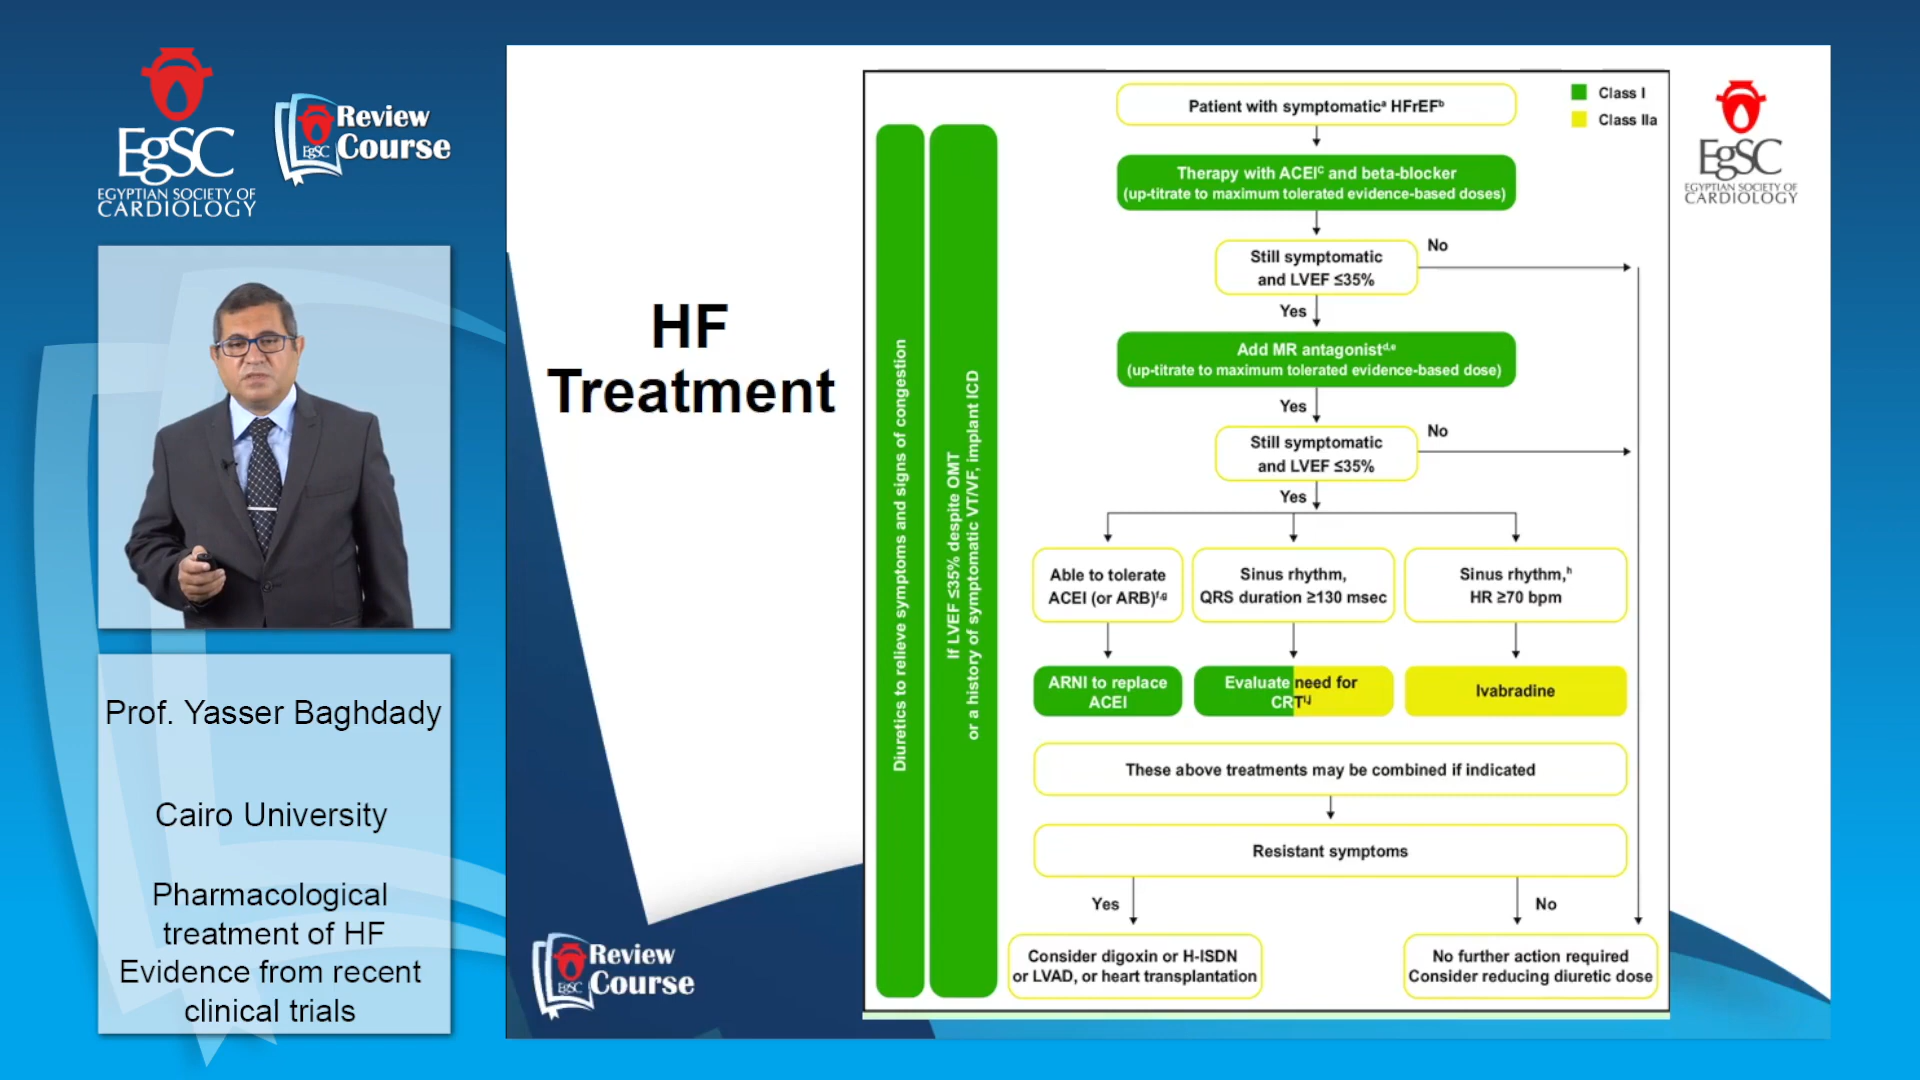 EgSC
EGYPTIAN SOCIETY OF
CARDIOLOGY
Review
Course
EgSC
Prof. Yasser Baghdady
Cairo University
Pharmacological
treatment of HF
Evidence from recent
clinical trials
HF
Treatment
Diuretics to relieve symptoms and signs of congestion
If LVEF ≤35% despite OMT
or a history of symptomatic VT/VF, implant ICD
Patient with symptomaticᵃ HFrEFᵇ
Class I
Class IIa
Therapy with ACEIᶜ and beta-blocker
(up-titrate to maximum tolerated evidence-based doses)
Still symptomatic
and LVEF ≤35%
No
Yes
Add MR antagonistᵈ,ᵉ
(up-titrate to maximum tolerated evidence-based dose)
Yes
Still symptomatic
and LVEF ≤35%
No
Yes
Able to tolerate
ACEI (or ARB)ᶠ,ᵍ
Sinus rhythm,
QRS duration ≥130 msec
Sinus rhythm,ʰ
HR ≥70 bpm
ARNI to replace
ACEI
Evaluate need for
CRTⁱ,ʲ
Ivabradine
These above treatments may be combined if indicated
Resistant symptoms
Yes
No
Consider digoxin or H-ISDN
or LVAD, or heart transplantation
No further action required
Consider reducing diuretic dose
EgSC
EGYPTIAN SOCIETY OF
CARDIOLOGY
Review
Course
EgSC